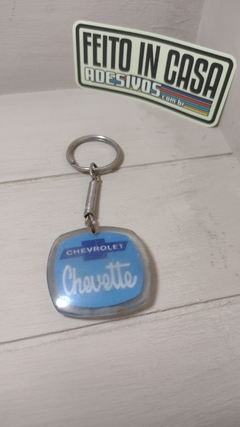 FEITO IN CASA
ADESIVOS.com.br
CHEVROLET
Chevette